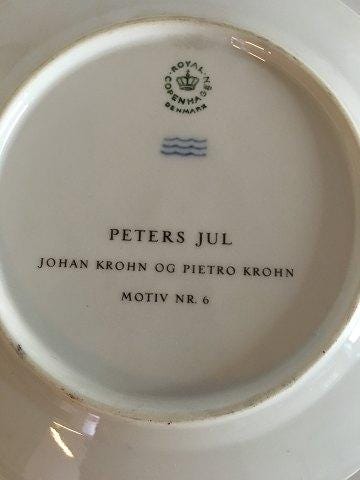 ROYAL
COPENHAGEN
DENMARK
PETERS JUL
JOHAN KROHN OG PIETRO KROHN
MOTIV NR. 6